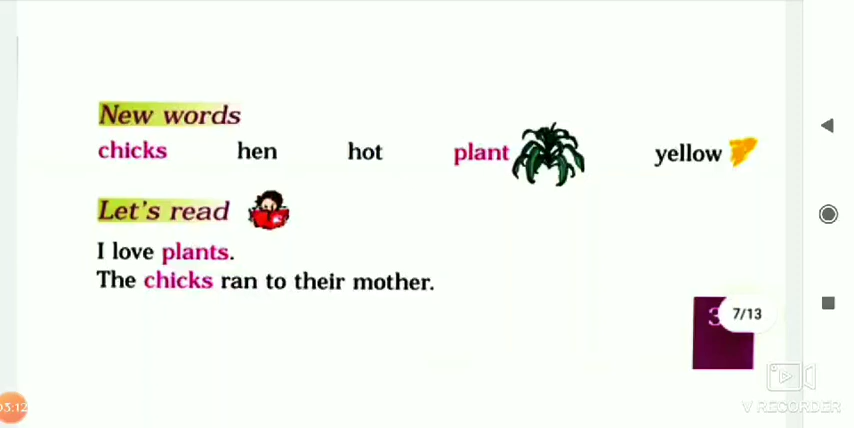 New words
chicks hen hot plant yellow
Let's read
I love plants.
The chicks ran to their mother.
3
7/13
V RECORDER